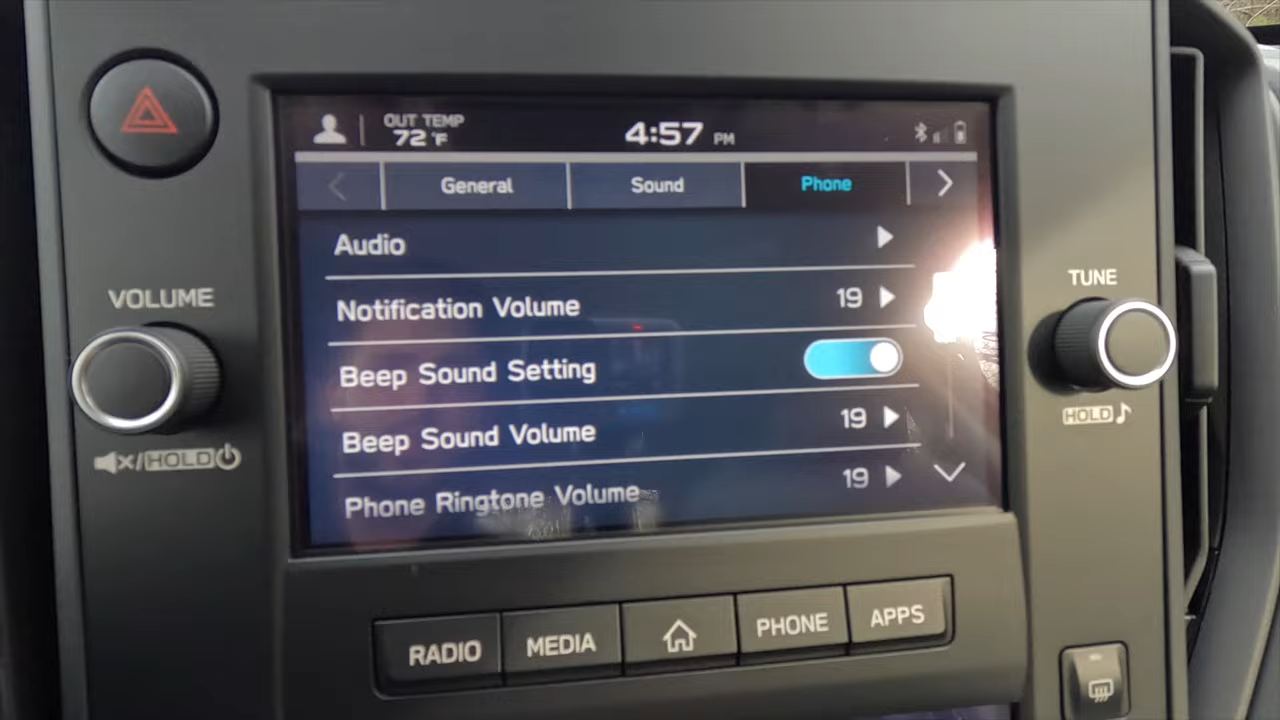 OUT TEMP
72°F
4:57 PM
General
Sound
Phone
Audio
Notification Volume 19
Beep Sound Setting
Beep Sound Volume 19
Phone Ringtone Volume 19
VOLUME
/HOLD
TUNE
HOLD
RADIO
MEDIA
PHONE
APPS